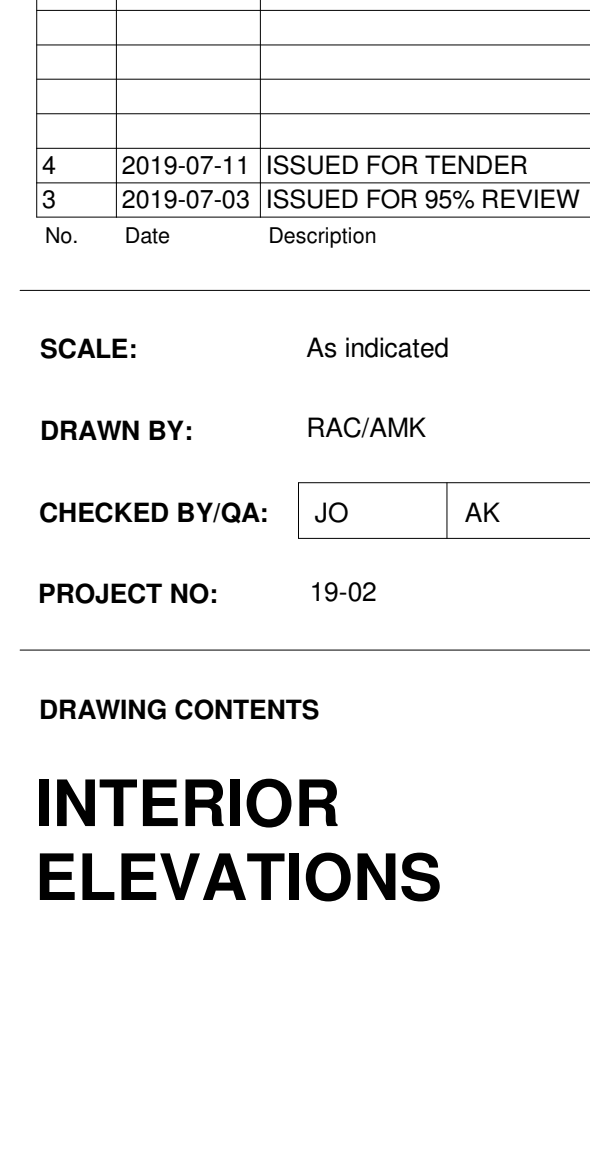 4 2019-07-11 ISSUED FOR TENDER
3 2019-07-03 ISSUED FOR 95% REVIEW
No. Date Description
SCALE: As indicated
DRAWN BY: RAC/AMK
CHECKED BY/QA: JO AK
PROJECT NO: 19-02
DRAWING CONTENTS
INTERIOR
ELEVATIONS